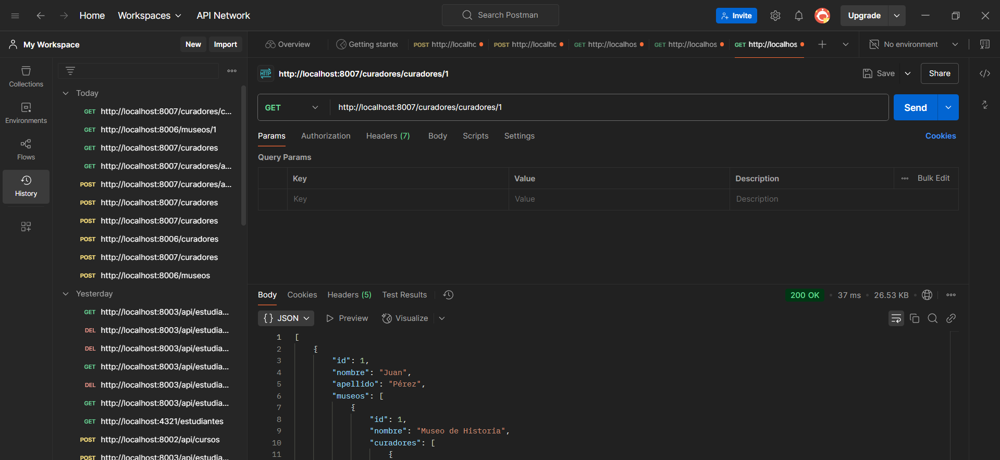 Home Workspaces API Network Search Postman Invite Upgrade
My Workspace New Import Overview Getting started POST http://localhc POST http://localhc GET http://localhos GET http://localhos GET http://localhos No environment
Collections
Environments
Flows
History
Today
GET http://localhost:8007/curadores/c...
GET http://localhost:8006/museos/1
GET http://localhost:8007/curadores
GET http://localhost:8007/curadores/a...
POST http://localhost:8007/curadores/a...
POST http://localhost:8007/curadores
POST http://localhost:8007/curadores
POST http://localhost:8006/curadores
POST http://localhost:8007/curadores
POST http://localhost:8006/museos
Yesterday
GET http://localhost:8003/api/estudia...
DEL http://localhost:8003/api/estudia...
DEL http://localhost:8003/api/estudia...
GET http://localhost:8003/api/estudia...
DEL http://localhost:8003/api/estudia...
GET http://localhost:8003/api/estudia...
GET http://localhost:4321/estudiantes
POST http://localhost:8002/api/cursos
POST http://localhost:8003/api/estudia...
HTTP http://localhost:8007/curadores/curadores/1 Save Share
GET http://localhost:8007/curadores/curadores/1 Send
Params Authorization Headers (7) Body Scripts Settings Cookies
Query Params
Key Value Description Bulk Edit
Key Value Description
Body Cookies Headers (5) Test Results 200 OK • 37 ms • 26.53 KB •
{} JSON Preview Visualize
1 [
2 {
3 "id": 1,
4 "nombre": "Juan",
5 "apellido": "Pérez",
6 "museos": [
7 {
8 "id": 1,
9 "nombre": "Museo de Historia",
10 "curadores": [
11 {